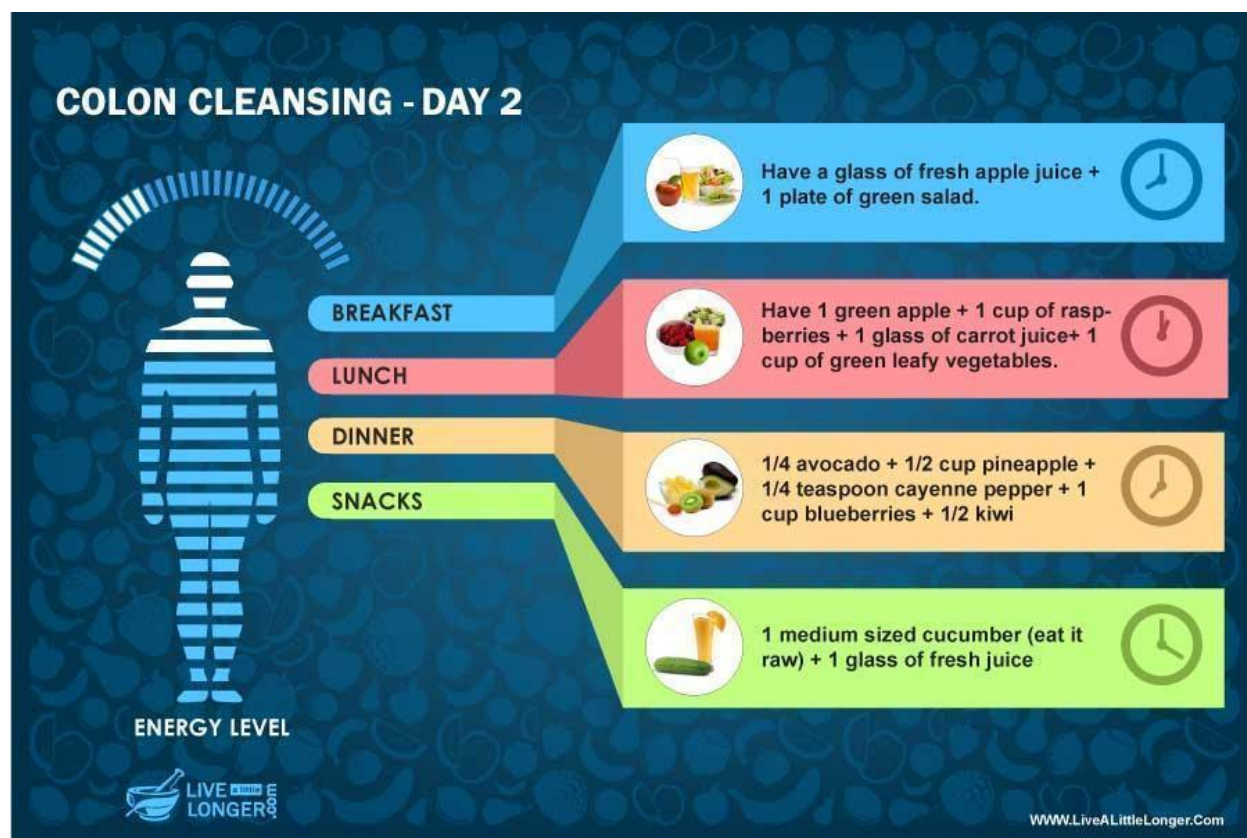 COLON CLEANSING - DAY 2
BREAKFAST
Have a glass of fresh apple juice +
1 plate of green salad.
LUNCH
Have 1 green apple + 1 cup of rasp-
berries + 1 glass of carrot juice+ 1
cup of green leafy vegetables.
DINNER
1/4 avocado + 1/2 cup pineapple +
1/4 teaspoon cayenne pepper + 1
cup blueberries + 1/2 kiwi
SNACKS
1 medium sized cucumber (eat it
raw) + 1 glass of fresh juice
ENERGY LEVEL
LIVE a little
LONGER.com
WWW.LiveALittleLonger.Com